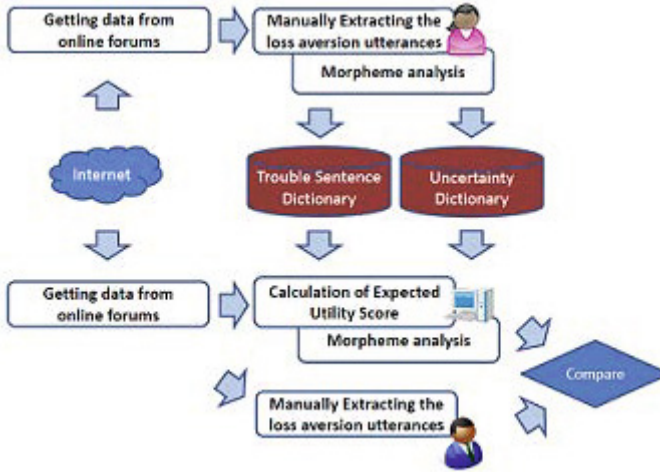 Getting data from
online forums
Manually Extracting the
loss aversion utterances
Morpheme analysis
Internet
Trouble Sentence
Dictionary
Uncertainty
Dictionary
Getting data from
online forums
Calculation of Expected
Utility Score
Morpheme analysis
Compare
Manually Extracting the
loss aversion utterances